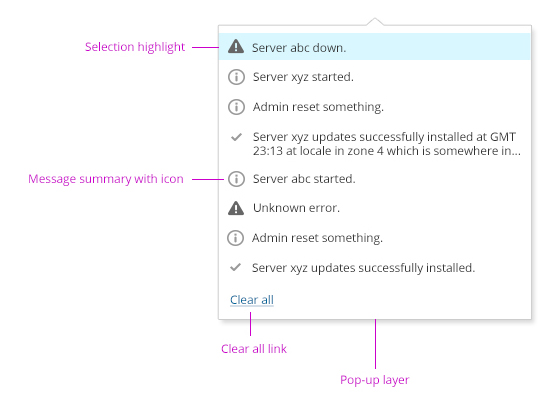 Selection highlight
Server abc down.
Server xyz started.
Admin reset something.
Server xyz updates successfully installed at GMT
23:13 at locale in zone 4 which is somewhere in...
Message summary with icon
Server abc started.
Unknown error.
Admin reset something.
Server xyz updates successfully installed.
Clear all
Clear all link
Pop-up layer